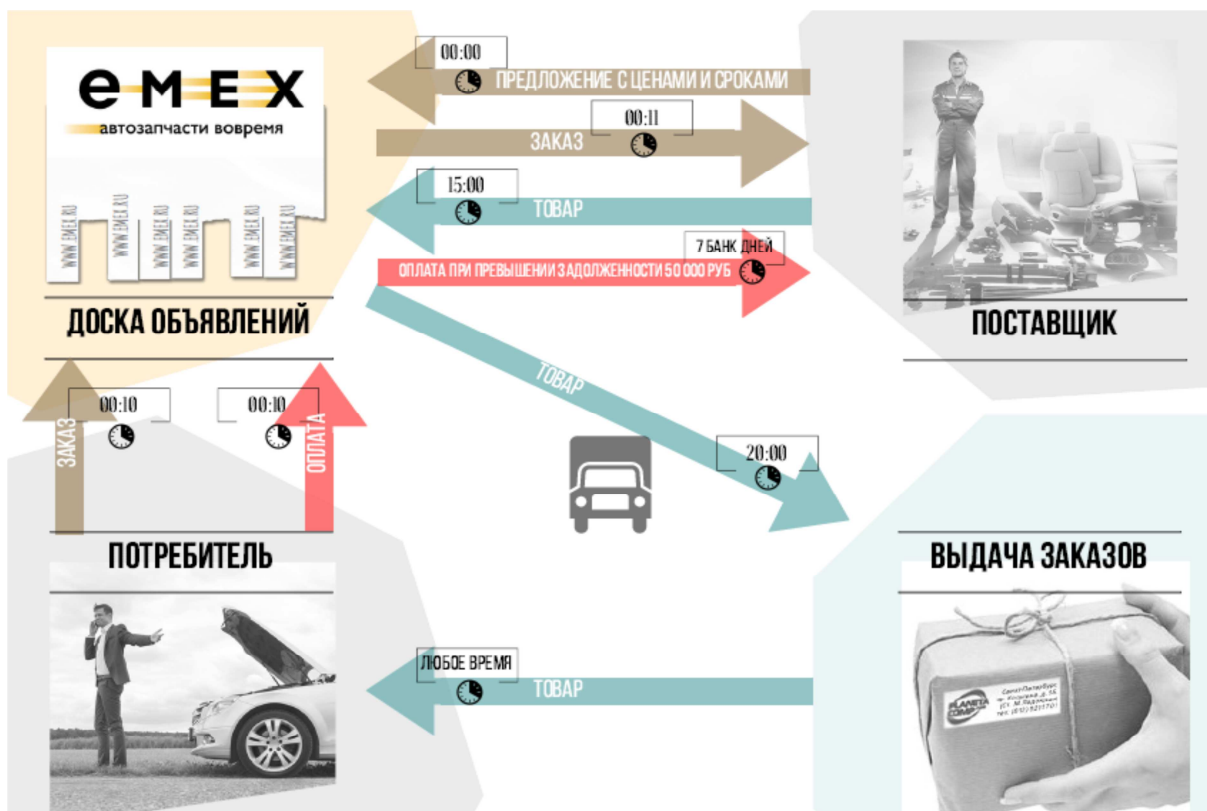 emex
автозапчасти вовремя
WWW.EMEX.RU
WWW.EMEX.RU
WWW.EMEX.RU
WWW.EMEX.RU
WWW.EMEX.RU
WWW.EMEX.RU
ДОСКА ОБЪЯВЛЕНИЙ
00:00
ПРЕДЛОЖЕНИЕ С ЦЕНАМИ И СРОКАМИ
00:11
ЗАКАЗ
15:00
ТОВАР
7 БАНК ДНЕЙ
ОПЛАТА ПРИ ПРЕВЫШЕНИИ ЗАДОЛЖЕННОСТИ 50 000 РУБ
ПОСТАВЩИК
ТОВАР
20:00
00:10
ЗАКАЗ
00:10
ОПЛАТА
ПОТРЕБИТЕЛЬ
ВЫДАЧА ЗАКАЗОВ
ЛЮБОЕ ВРЕМЯ
ТОВАР
PLANETA
COMP
Санкт-Петербург